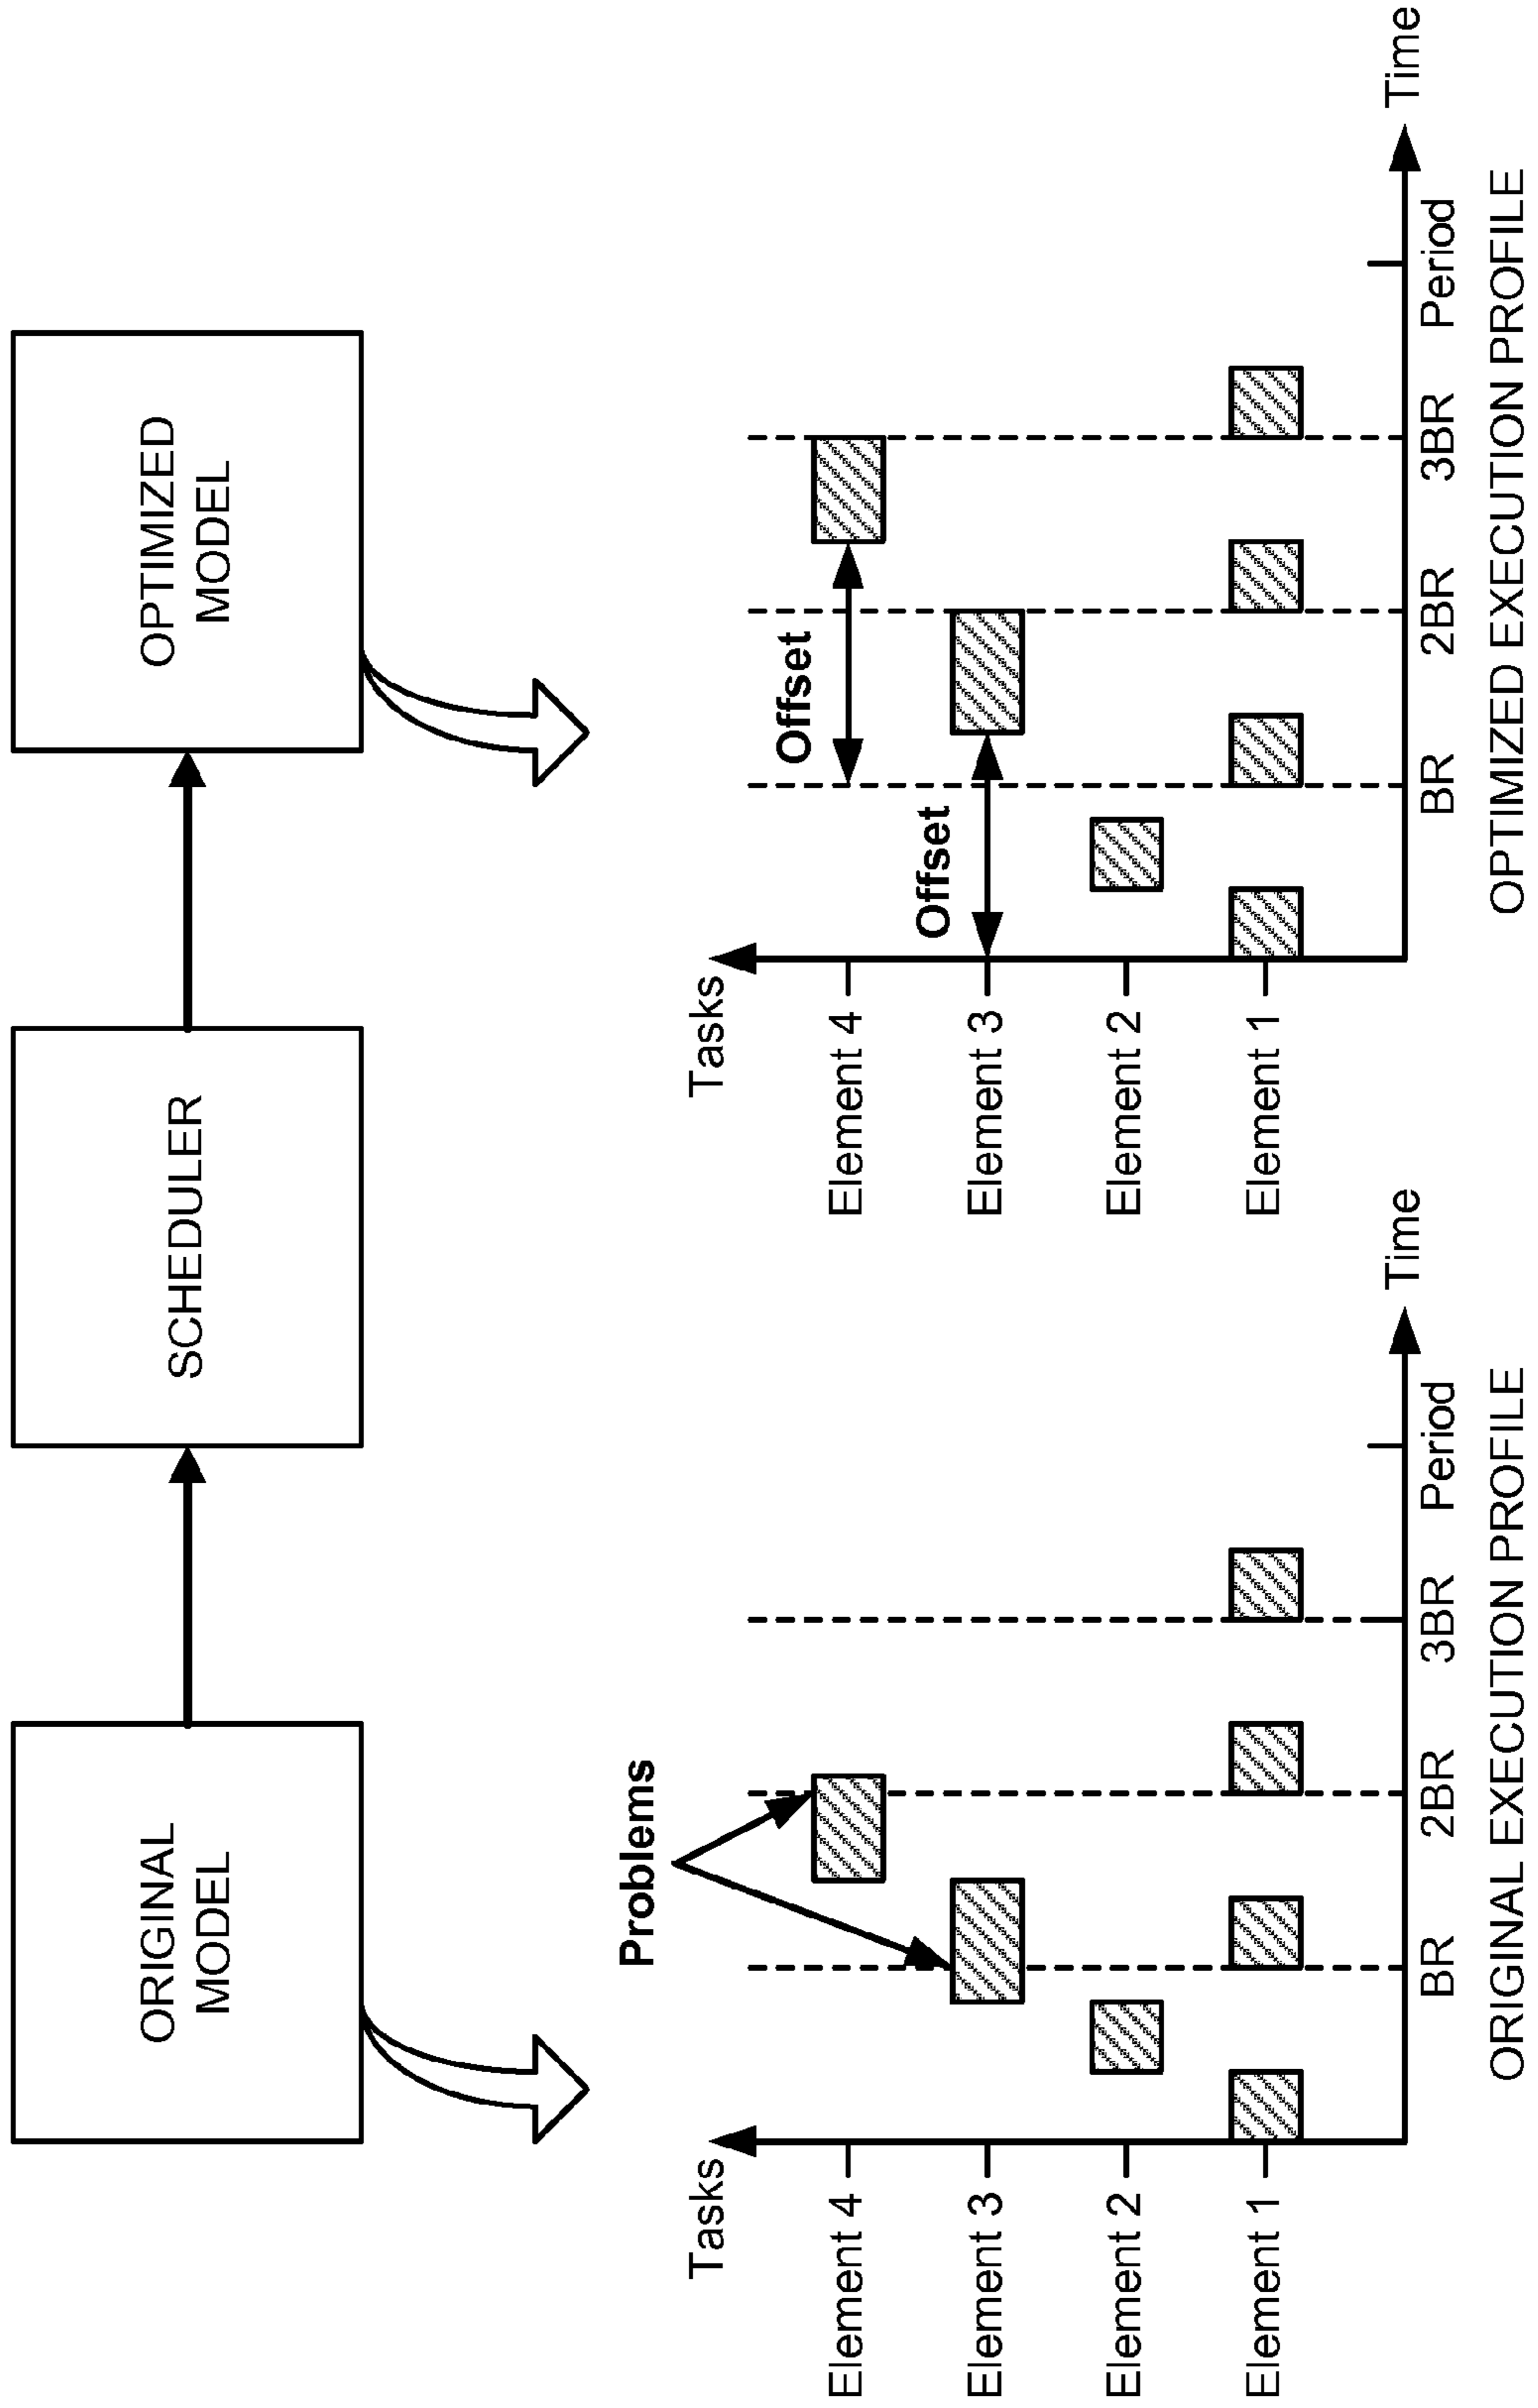 ORIGINAL
MODEL
SCHEDULER
OPTIMIZED
MODEL
Problems
Tasks
Element 4
Element 3
Element 2
Element 1
BR
2BR
3BR
Period
Time
ORIGINAL EXECUTION PROFILE
Tasks
Offset
Element 4
Offset
Element 3
Element 2
Element 1
BR
2BR
3BR
Period
Time
OPTIMIZED EXECUTION PROFILE